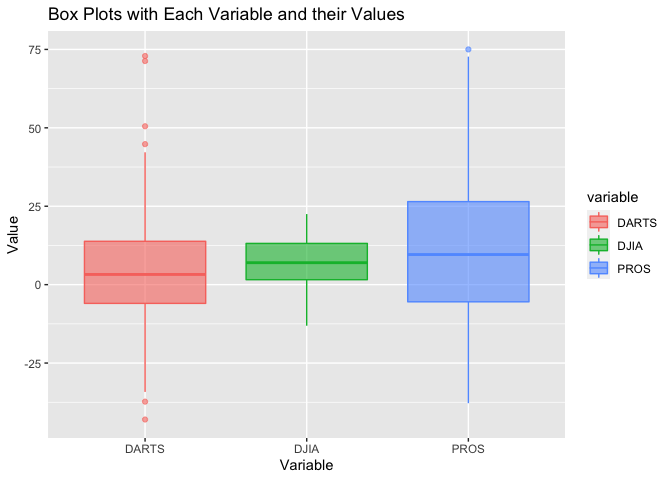 Box Plots with Each Variable and their Values
75
50
25
0
-25
Value
DARTS
DJIA
PROS
Variable
variable
DARTS
DJIA
PROS